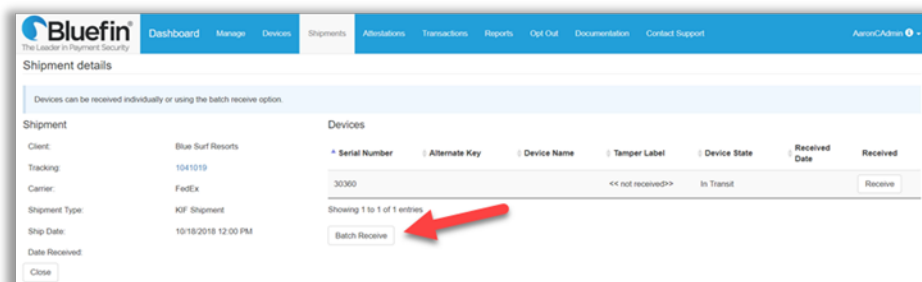 Bluefin®
The Leader in Payment Security
Dashboard Manage Devices Shipments Attestations Transactions Reports Opt Out Documentation Contact Support AaronCAdmin
Shipment details
Devices can be received individually or using the batch receive option.
Shipment
Client: Blue Surf Resorts
Tracking: 1041019
Carrier: FedEx
Shipment Type: KIF Shipment
Ship Date: 10/18/2018 12:00 PM
Date Received:
Close
Devices
Serial Number Alternate Key Device Name Tamper Label Device State Received Date Received
30360 << not received>> In Transit Receive
Showing 1 to 1 of 1 entries
Batch Receive